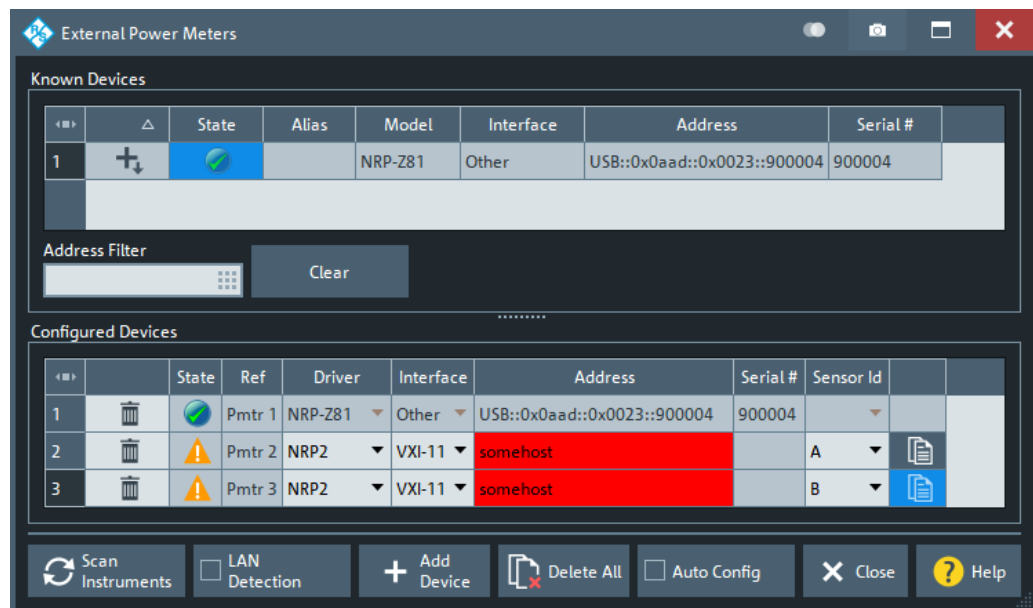 External Power Meters
Known Devices
State Alias Model Interface Address Serial #
1 NRP-Z81 Other USB::0x0aad::0x0023::900004 900004
Address Filter
Clear
Configured Devices
State Ref Driver Interface Address Serial # Sensor Id
1 Pmtr 1 NRP-Z81 Other USB::0x0aad::0x0023::900004 900004
2 Pmtr 2 NRP2 VXI-11 somehost A
3 Pmtr 3 NRP2 VXI-11 somehost B
Scan Instruments
LAN Detection
Add Device
Delete All
Auto Config
Close
? Help